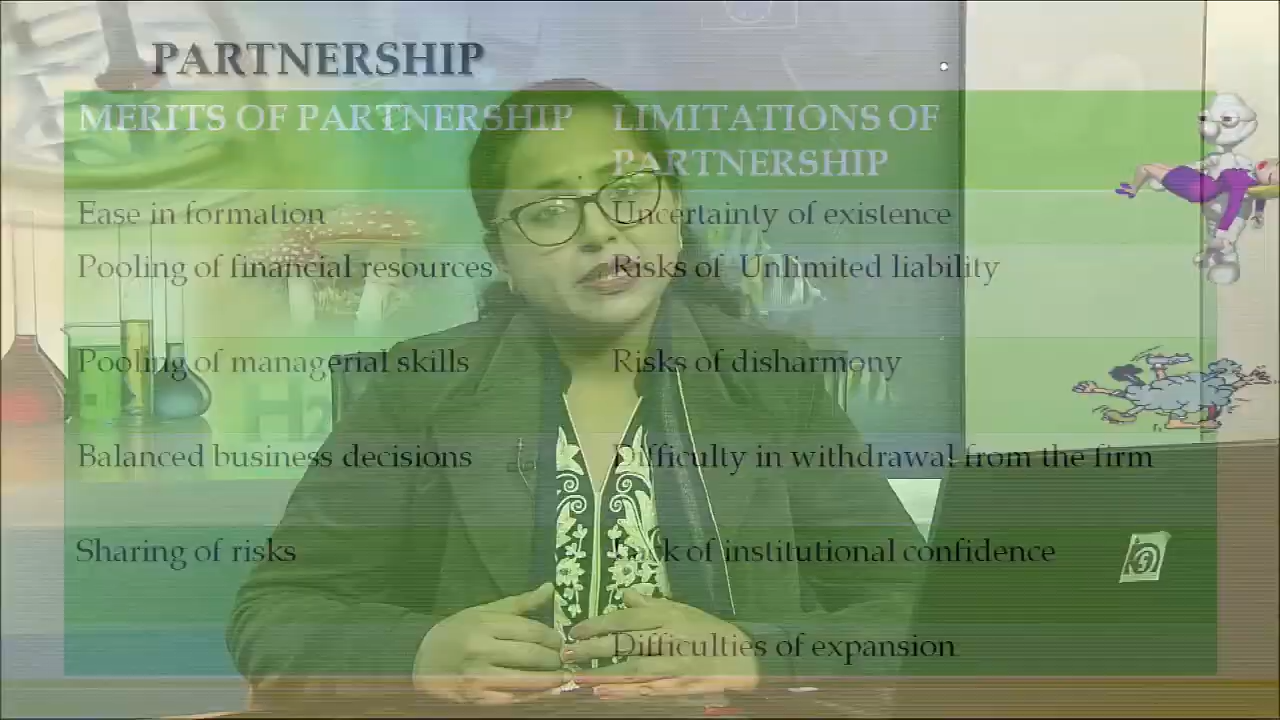 PARTNERSHIP
MERITS OF PARTNERSHIP
LIMITATIONS OF
PARTNERSHIP
Ease in formation
Uncertainty of existence
Pooling of financial resources
Risks of Unlimited liability
Pooling of managerial skills
Risks of disharmony
Balanced business decisions
Difficulty in withdrawal from the firm
Sharing of risks
Lack of institutional confidence
Difficulties of expansion